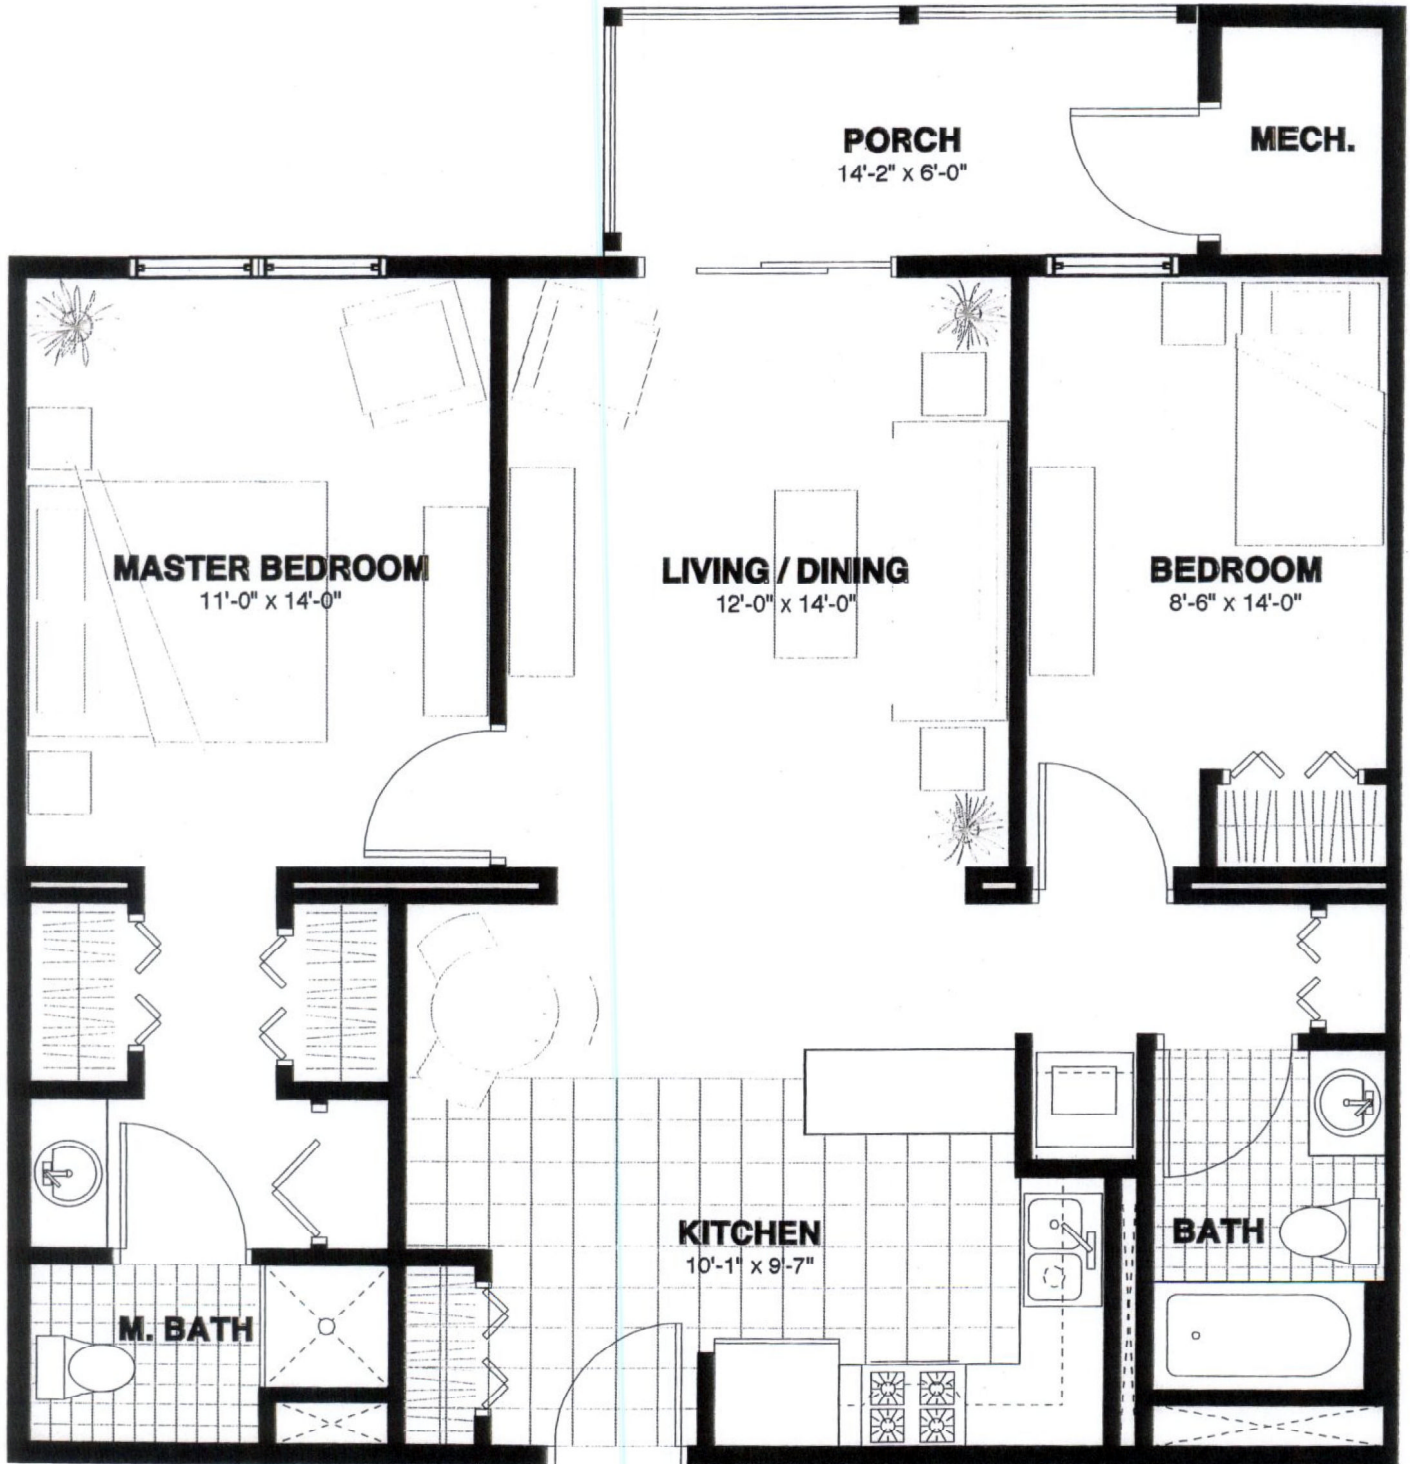 PORCH
14'-2" x 6'-0"
MECH.
MASTER BEDROOM
11'-0" x 14'-0"
LIVING / DINING
12'-0" x 14'-0"
BEDROOM
8'-6" x 14'-0"
KITCHEN
10'-1" x 9'-7"
BATH
M. BATH